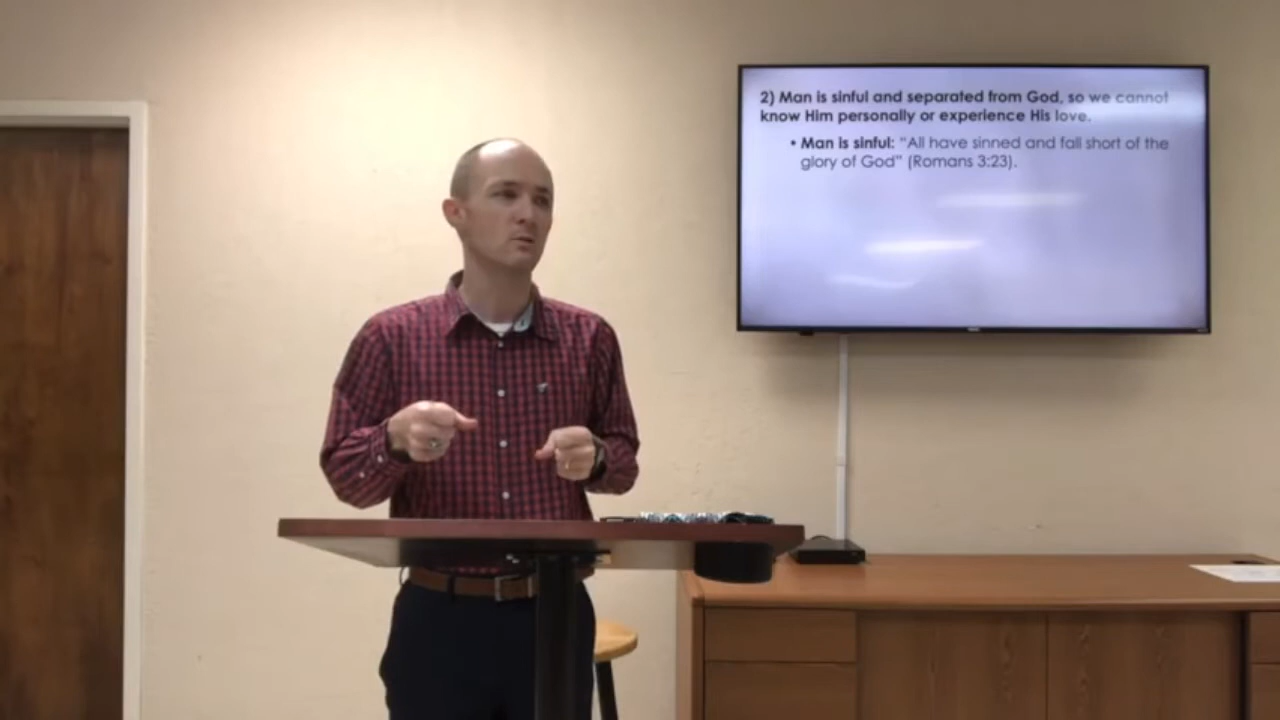 2) Man is sinful and separated from God, so we cannot
know Him personally or experience His love.
• Man is sinful: “All have sinned and fall short of the
glory of God” (Romans 3:23).